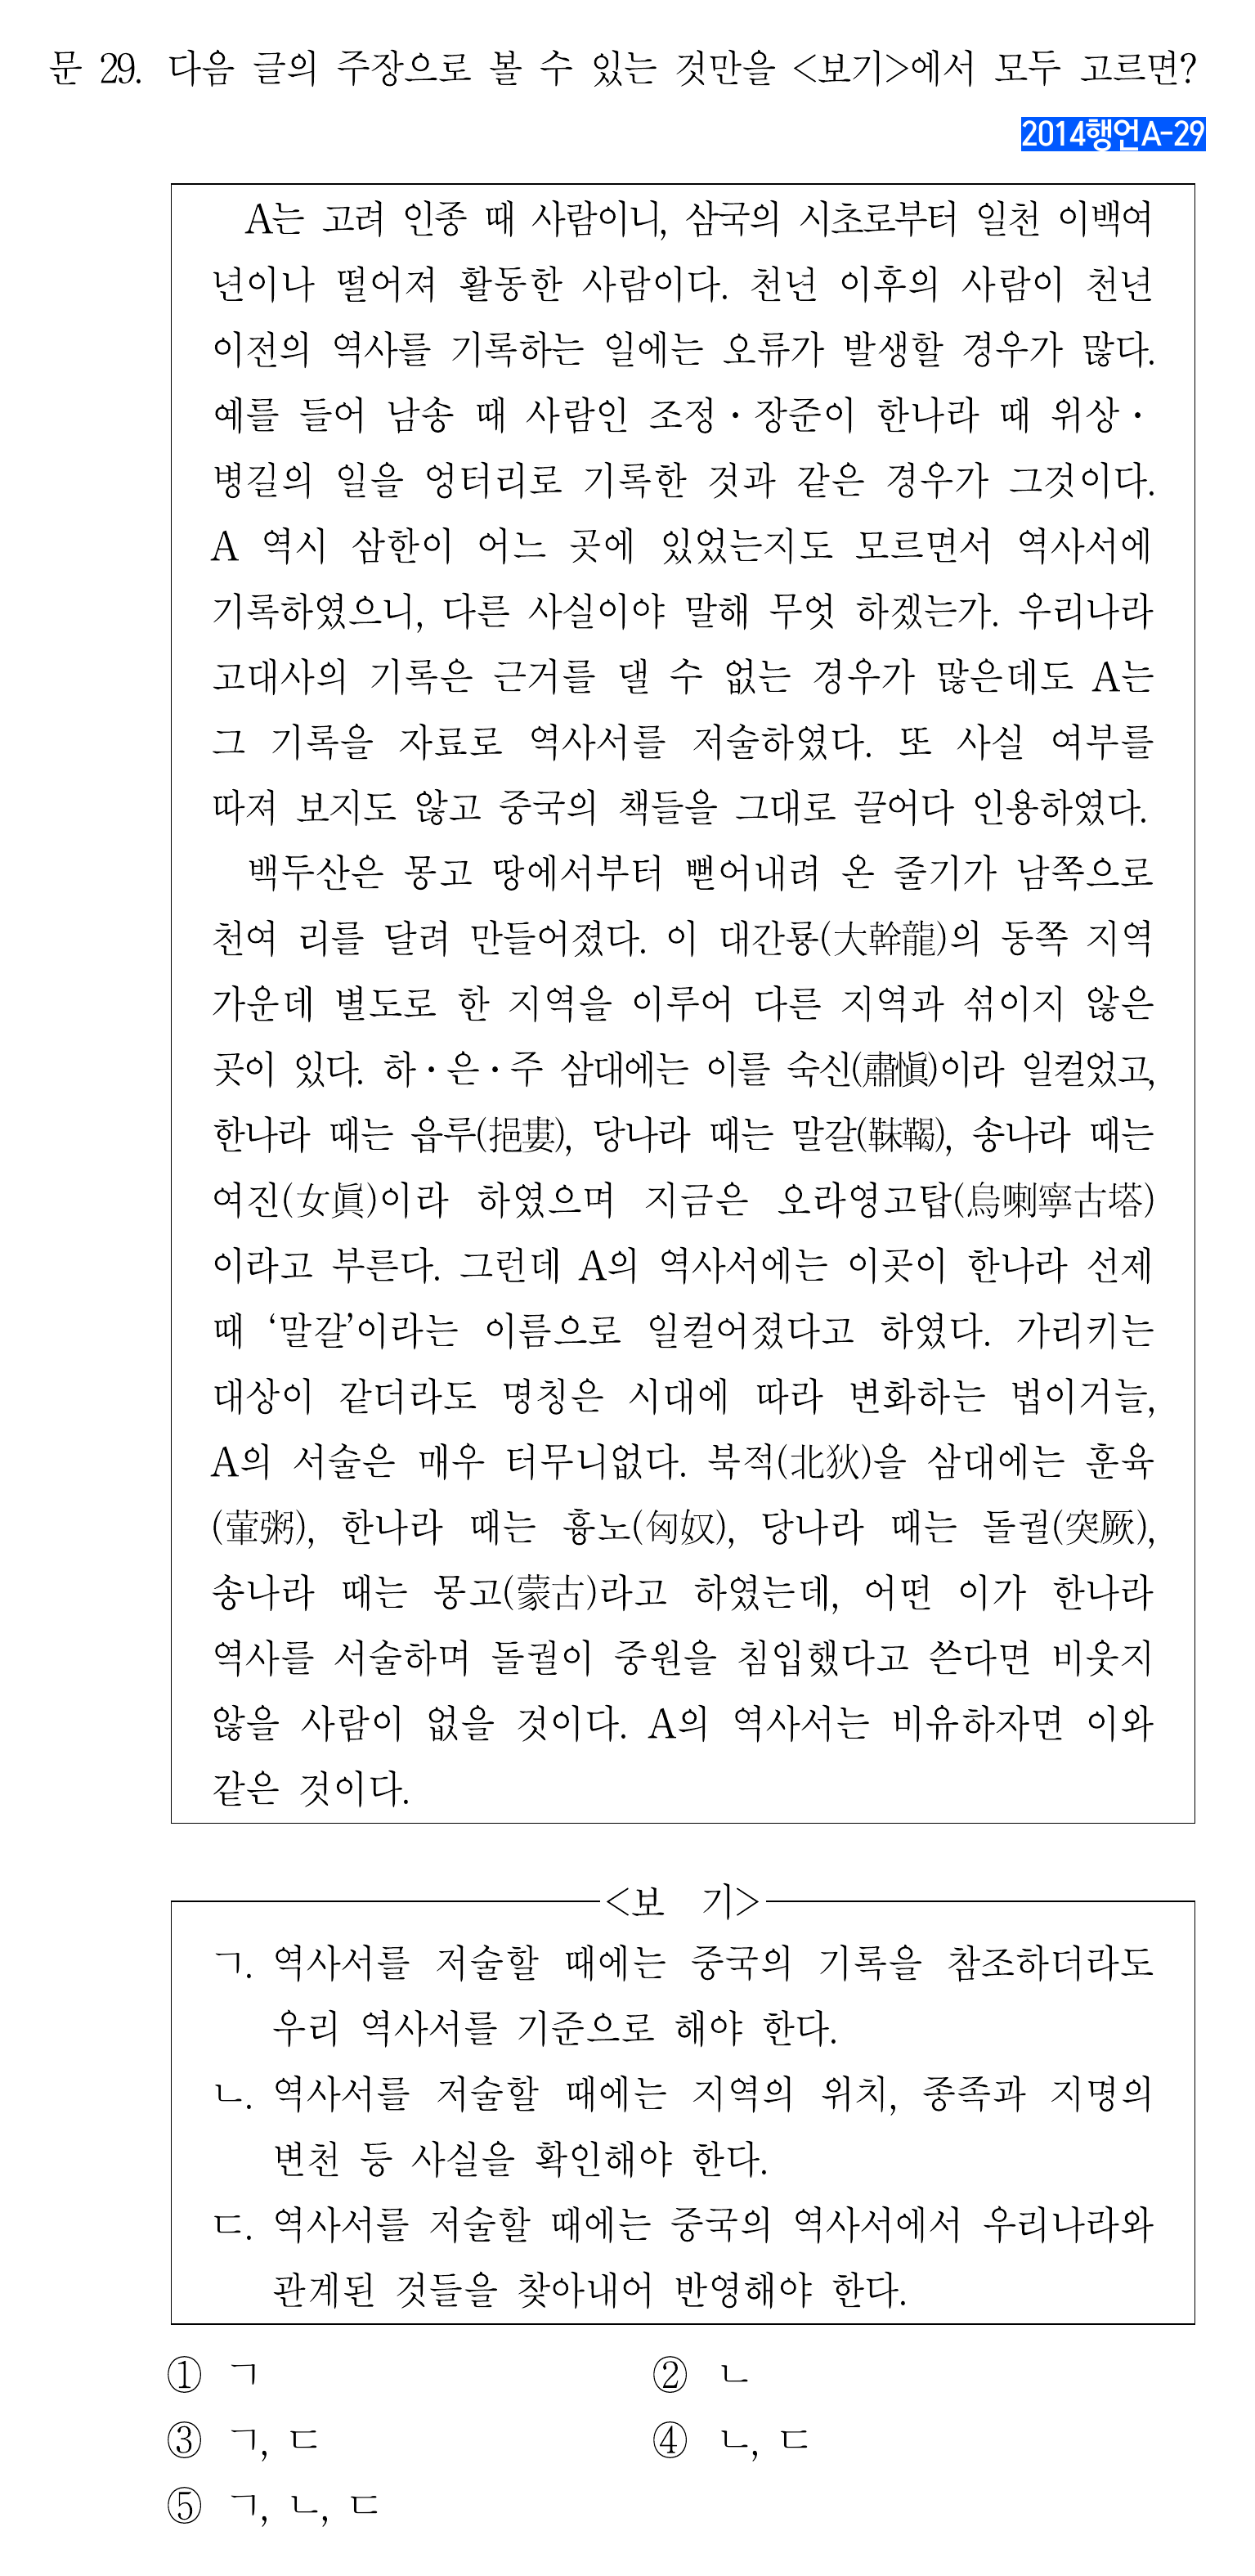 문 29. 다음 글의 주장으로 볼 수 있는 것만을 <보기>에서 모두 고르면?
2014행언A-29
A는 고려 인종 때 사람이니, 삼국의 시초로부터 일천 이백여
년이나 떨어져 활동한 사람이다. 천년 이후의 사람이 천년
이전의 역사를 기록하는 일에는 오류가 발생할 경우가 많다.
예를 들어 남송 때 사람인 조정·장준이 한나라 때 위상·
병길의 일을 엉터리로 기록한 것과 같은 경우가 그것이다.
A 역시 삼한이 어느 곳에 있었는지도 모르면서 역사서에
기록하였으니, 다른 사실이야 말해 무엇 하겠는가. 우리나라
고대사의 기록은 근거를 댈 수 없는 경우가 많은데도 A는
그 기록을 자료로 역사서를 저술하였다. 또 사실 여부를
따져 보지도 않고 중국의 책들을 그대로 끌어다 인용하였다.
백두산은 몽고 땅에서부터 뻗어내려 온 줄기가 남쪽으로
천여 리를 달려 만들어졌다. 이 대간룡(大幹龍)의 동쪽 지역
가운데 별도로 한 지역을 이루어 다른 지역과 섞이지 않은
곳이 있다. 하·은·주 삼대에는 이를 숙신(肅愼)이라 일컬었고,
한나라 때는 읍루(挹婁), 당나라 때는 말갈(靺鞨), 송나라 때는
여진(女眞)이라 하였으며 지금은 오라영고탑(烏喇寧古塔)
이라고 부른다. 그런데 A의 역사서에는 이곳이 한나라 선제
때 ‘말갈’이라는 이름으로 일컬어졌다고 하였다. 가리키는
대상이 같더라도 명칭은 시대에 따라 변화하는 법이거늘,
A의 서술은 매우 터무니없다. 북적(北狄)을 삼대에는 훈육
(葷粥), 한나라 때는 흉노(匈奴), 당나라 때는 돌궐(突厥),
송나라 때는 몽고(蒙古)라고 하였는데, 어떤 이가 한나라
역사를 서술하며 돌궐이 중원을 침입했다고 쓴다면 비웃지
않을 사람이 없을 것이다. A의 역사서는 비유하자면 이와
같은 것이다.
<보 기>
ㄱ. 역사서를 저술할 때에는 중국의 기록을 참조하더라도
우리 역사서를 기준으로 해야 한다.
ㄴ. 역사서를 저술할 때에는 지역의 위치, 종족과 지명의
변천 등 사실을 확인해야 한다.
ㄷ. 역사서를 저술할 때에는 중국의 역사서에서 우리나라와
관계된 것들을 찾아내어 반영해야 한다.
① ㄱ ② ㄴ
③ ㄱ, ㄷ ④ ㄴ, ㄷ
⑤ ㄱ, ㄴ, ㄷ